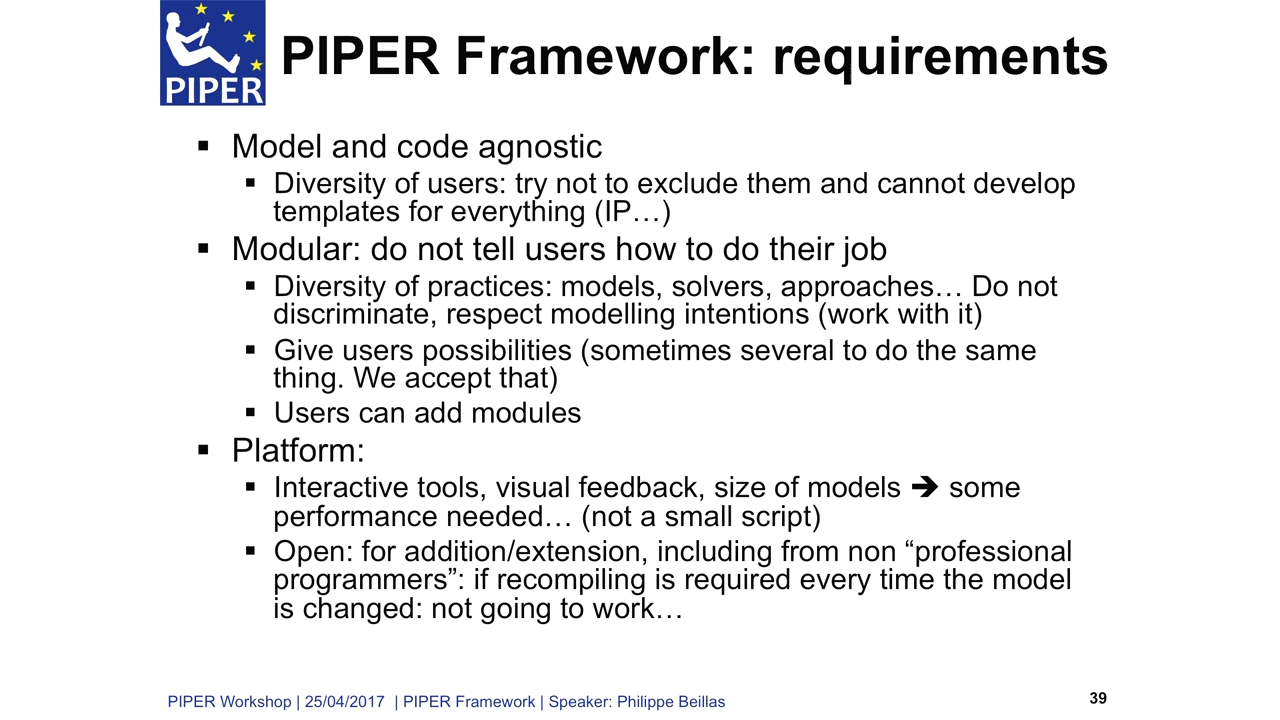 PIPER
PIPER Framework: requirements
▪ Model and code agnostic
▪ Diversity of users: try not to exclude them and cannot develop
templates for everything (IP…)
▪ Modular: do not tell users how to do their job
▪ Diversity of practices: models, solvers, approaches… Do not
discriminate, respect modelling intentions (work with it)
▪ Give users possibilities (sometimes several to do the same
thing. We accept that)
▪ Users can add modules
▪ Platform:
▪ Interactive tools, visual feedback, size of models ➔ some
performance needed… (not a small script)
▪ Open: for addition/extension, including from non “professional
programmers”: if recompiling is required every time the model
is changed: not going to work…
PIPER Workshop | 25/04/2017 | PIPER Framework | Speaker: Philippe Beillas
39